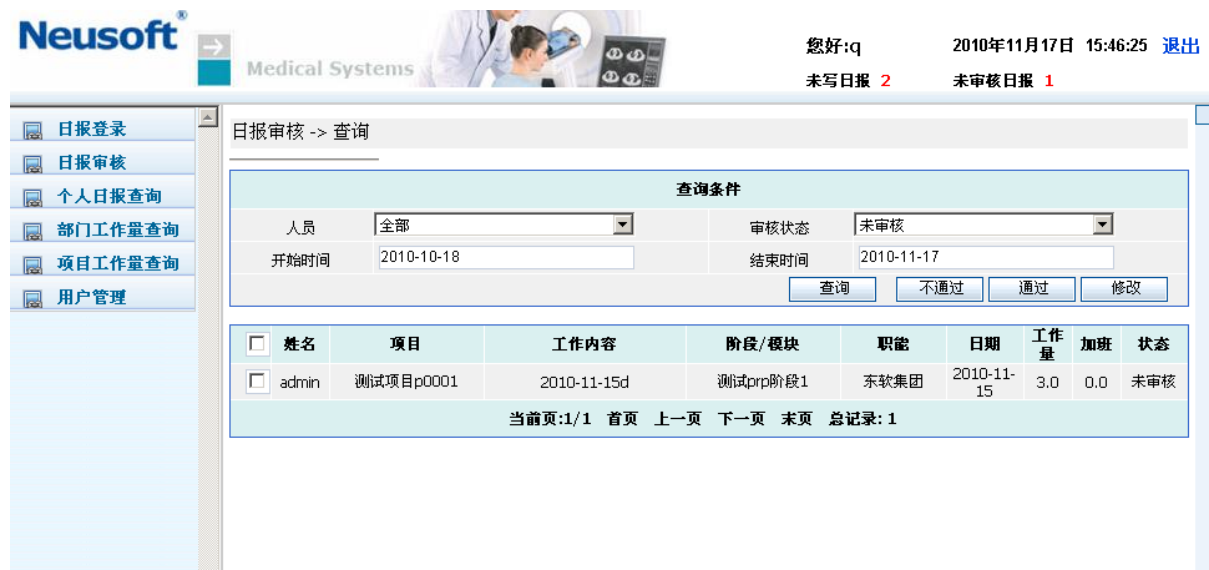 Neusoft®
Medical Systems
您好:q 2010年11月17日 15:46:25 退出
未写日报 2 未审核日报 1
日报登录
日报审核
个人日报查询
部门工作量查询
项目工作量查询
用户管理
日报审核 -> 查询
查询条件
人员 全部 审核状态 未审核
开始时间 2010-10-18 结束时间 2010-11-17
查询 不通过 通过 修改
姓名 项目 工作内容 阶段/模块 职能 日期 工作量 加班 状态
admin 测试项目p0001 2010-11-15d 测试prp阶段1 东软集团 2010-11-15 3.0 0.0 未审核
当前页:1/1 首页 上一页 下一页 末页 总记录: 1